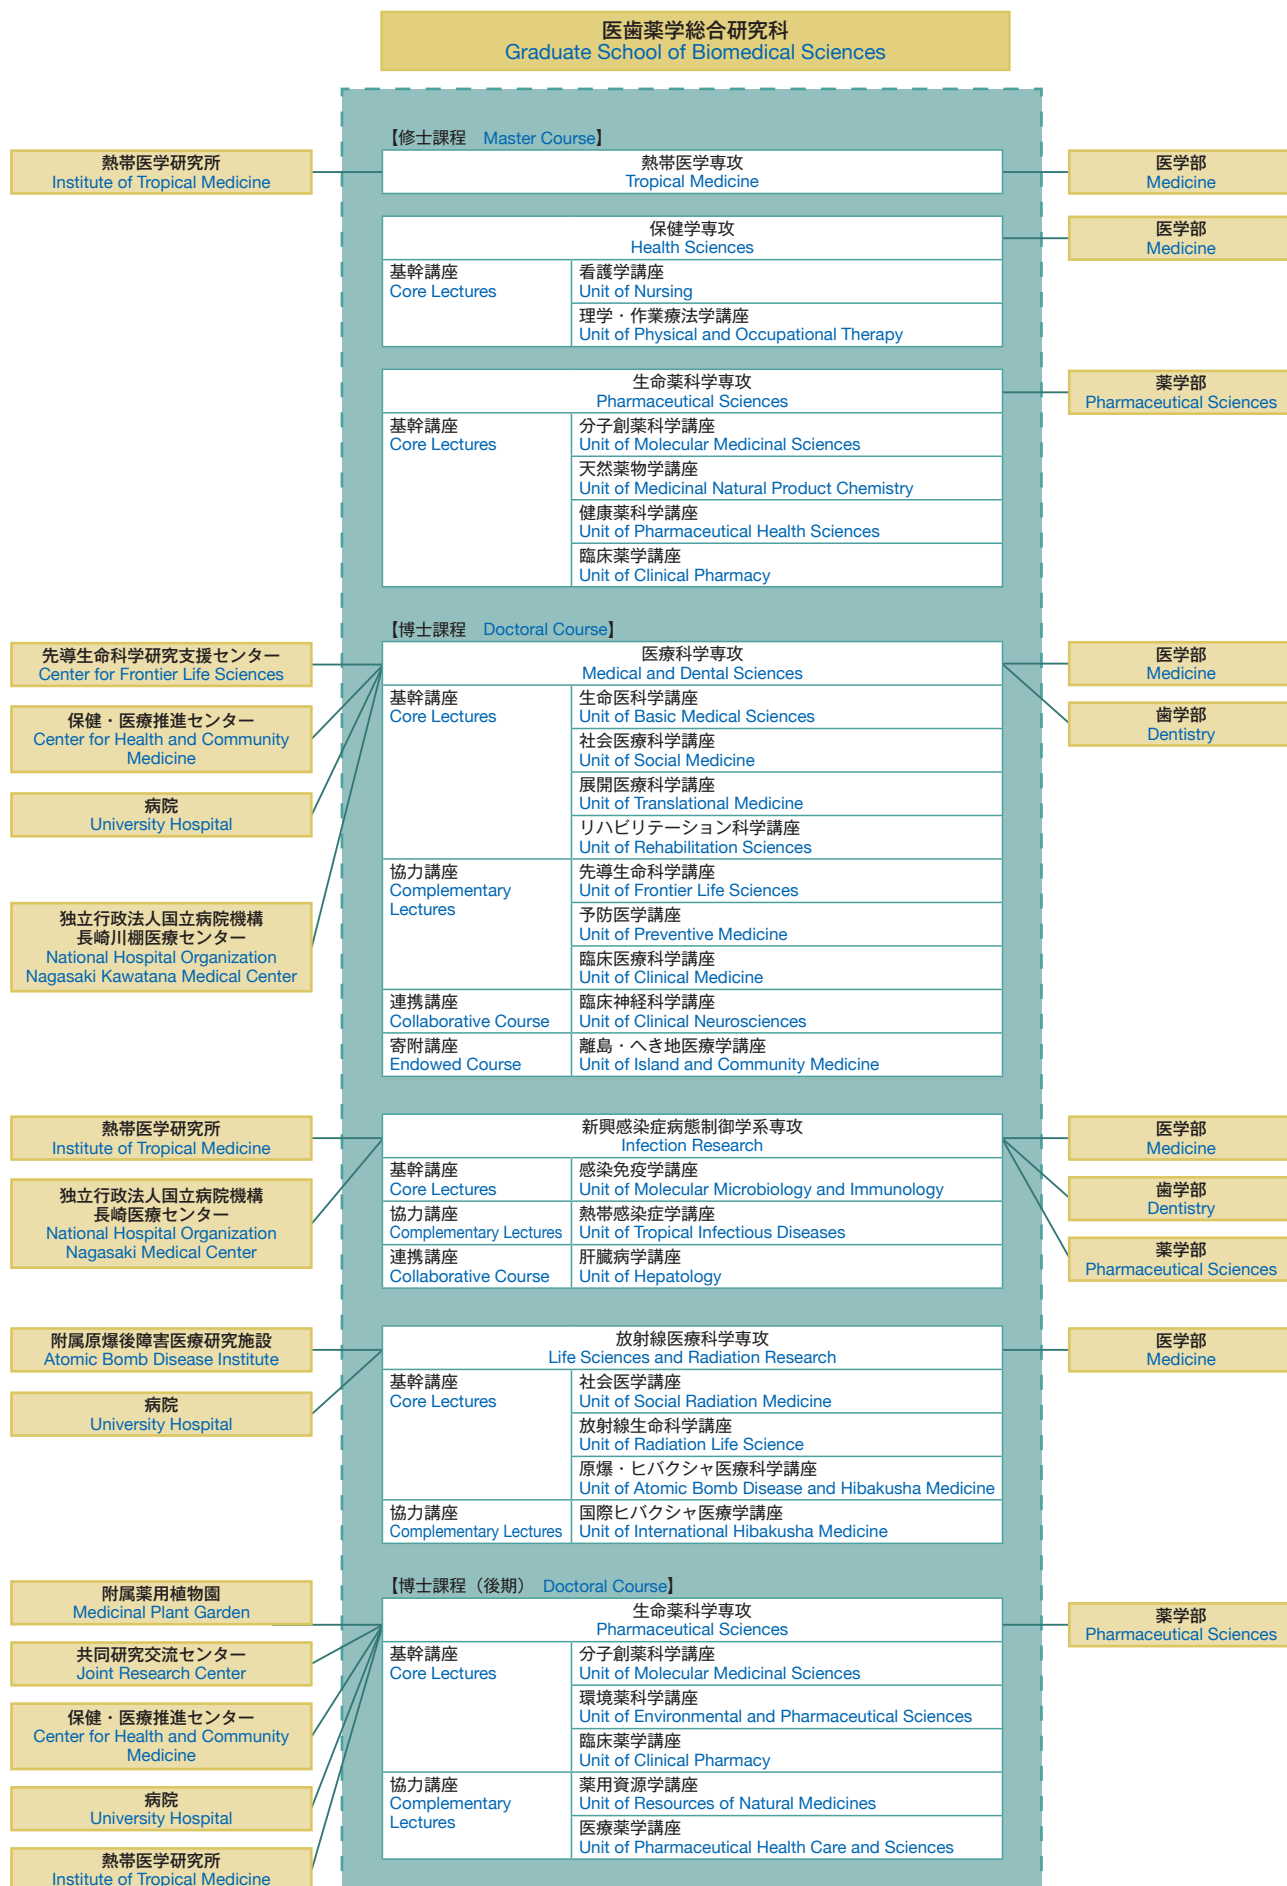 医歯薬学総合研究科
Graduate School of Biomedical Sciences
【修士課程 Master Course】
熱帯医学研究所
Institute of Tropical Medicine
熱帯医学専攻
Tropical Medicine
医学部
Medicine
保健学専攻
Health Sciences
医学部
Medicine
基幹講座
Core Lectures
看護学講座
Unit of Nursing
理学・作業療法学講座
Unit of Physical and Occupational Therapy
生命薬科学専攻
Pharmaceutical Sciences
薬学部
Pharmaceutical Sciences
基幹講座
Core Lectures
分子創薬科学講座
Unit of Molecular Medicinal Sciences
天然薬物学講座
Unit of Medicinal Natural Product Chemistry
健康薬科学講座
Unit of Pharmaceutical Health Sciences
臨床薬学講座
Unit of Clinical Pharmacy
【博士課程 Doctoral Course】
先導生命科学研究支援センター
Center for Frontier Life Sciences
保健・医療推進センター
Center for Health and Community
Medicine
病院
University Hospital
独立行政法人国立病院機構
長崎川棚医療センター
National Hospital Organization
Nagasaki Kawatana Medical Center
医療科学専攻
Medical and Dental Sciences
医学部
Medicine
歯学部
Dentistry
基幹講座
Core Lectures
生命医科学講座
Unit of Basic Medical Sciences
社会医療科学講座
Unit of Social Medicine
展開医療科学講座
Unit of Translational Medicine
リハビリテーション科学講座
Unit of Rehabilitation Sciences
協力講座
Complementary
Lectures
先導生命科学講座
Unit of Frontier Life Sciences
予防医学講座
Unit of Preventive Medicine
臨床医療科学講座
Unit of Clinical Medicine
連携講座
Collaborative Course
臨床神経科学講座
Unit of Clinical Neurosciences
寄附講座
Endowed Course
離島・へき地医療学講座
Unit of Island and Community Medicine
熱帯医学研究所
Institute of Tropical Medicine
独立行政法人国立病院機構
長崎医療センター
National Hospital Organization
Nagasaki Medical Center
新興感染症病態制御学系専攻
Infection Research
医学部
Medicine
歯学部
Dentistry
薬学部
Pharmaceutical Sciences
基幹講座
Core Lectures
感染免疫学講座
Unit of Molecular Microbiology and Immunology
協力講座
Complementary Lectures
熱帯感染症学講座
Unit of Tropical Infectious Diseases
連携講座
Collaborative Course
肝臓病学講座
Unit of Hepatology
附属原爆後障害医療研究施設
Atomic Bomb Disease Institute
病院
University Hospital
放射線医療科学専攻
Life Sciences and Radiation Research
医学部
Medicine
基幹講座
Core Lectures
社会医学講座
Unit of Social Radiation Medicine
放射線生命科学講座
Unit of Radiation Life Science
原爆・ヒバクシャ医療科学講座
Unit of Atomic Bomb Disease and Hibakusha Medicine
協力講座
Complementary Lectures
国際ヒバクシャ医療学講座
Unit of International Hibakusha Medicine
【博士課程（後期） Doctoral Course】
附属薬用植物園
Medicinal Plant Garden
共同研究交流センター
Joint Research Center
保健・医療推進センター
Center for Health and Community
Medicine
病院
University Hospital
熱帯医学研究所
Institute of Tropical Medicine
生命薬科学専攻
Pharmaceutical Sciences
薬学部
Pharmaceutical Sciences
基幹講座
Core Lectures
分子創薬科学講座
Unit of Molecular Medicinal Sciences
環境薬科学講座
Unit of Environmental and Pharmaceutical Sciences
臨床薬学講座
Unit of Clinical Pharmacy
協力講座
Complementary
Lectures
薬用資源学講座
Unit of Resources of Natural Medicines
医療薬学講座
Unit of Pharmaceutical Health Care and Sciences